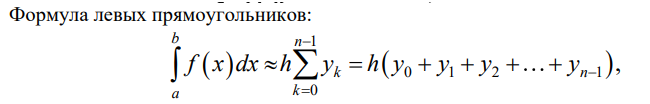 Формула левых прямоугольников:
∫_a^b f(x)dx ≈ h∑_{k=0}^{n−1} y_k = h(y_0 + y_1 + y_2 + … + y_{n−1}),